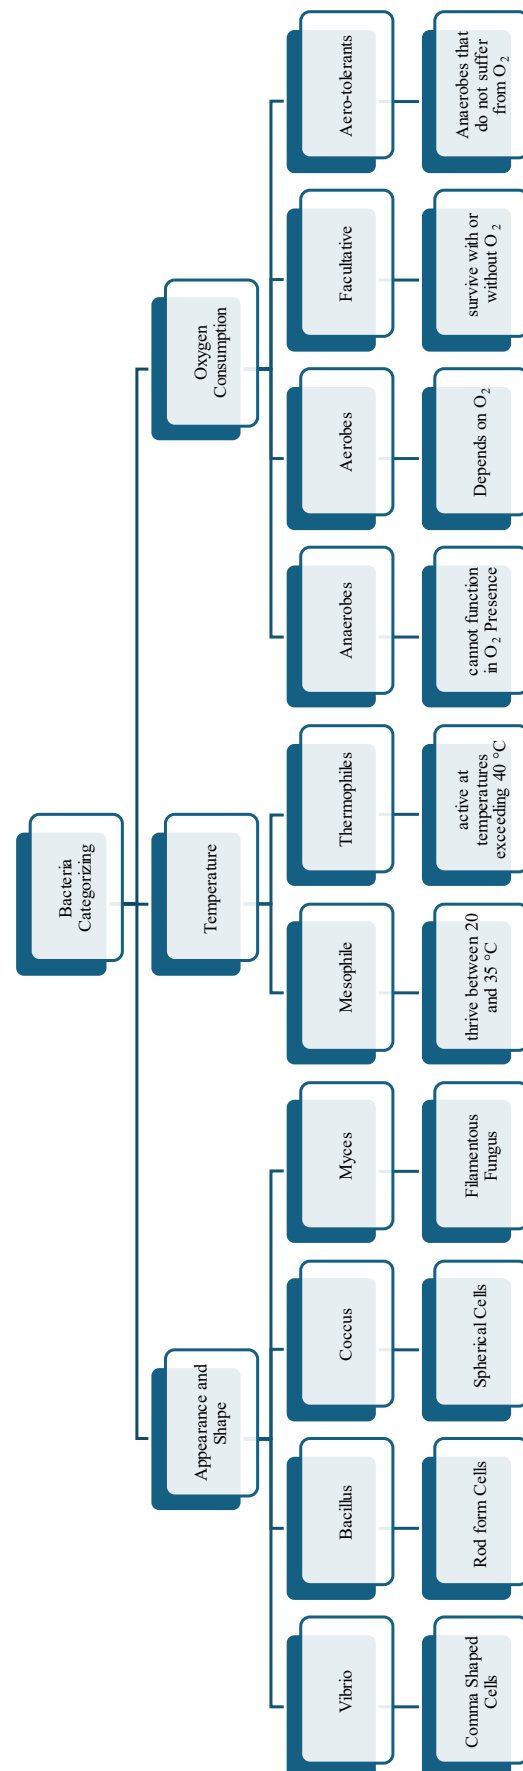 Bacteria
Categorizing
Appearance and
Shape
Temperature
Oxygen
Consumption
Vibrio
Bacillus
Coccus
Myces
Mesophile
Thermophiles
Anaerobes
Aerobes
Facultative
Aero-tolerants
Comma Shaped
Cells
Rod form Cells
Spherical Cells
Filamentous
Fungus
thrive between 20
and 35 °C
active at
temperatures
exceeding 40 °C
cannot function
in O₂ Presence
Depends on O₂
survive with or
without O₂
Anaerobes that
do not suffer
from O₂